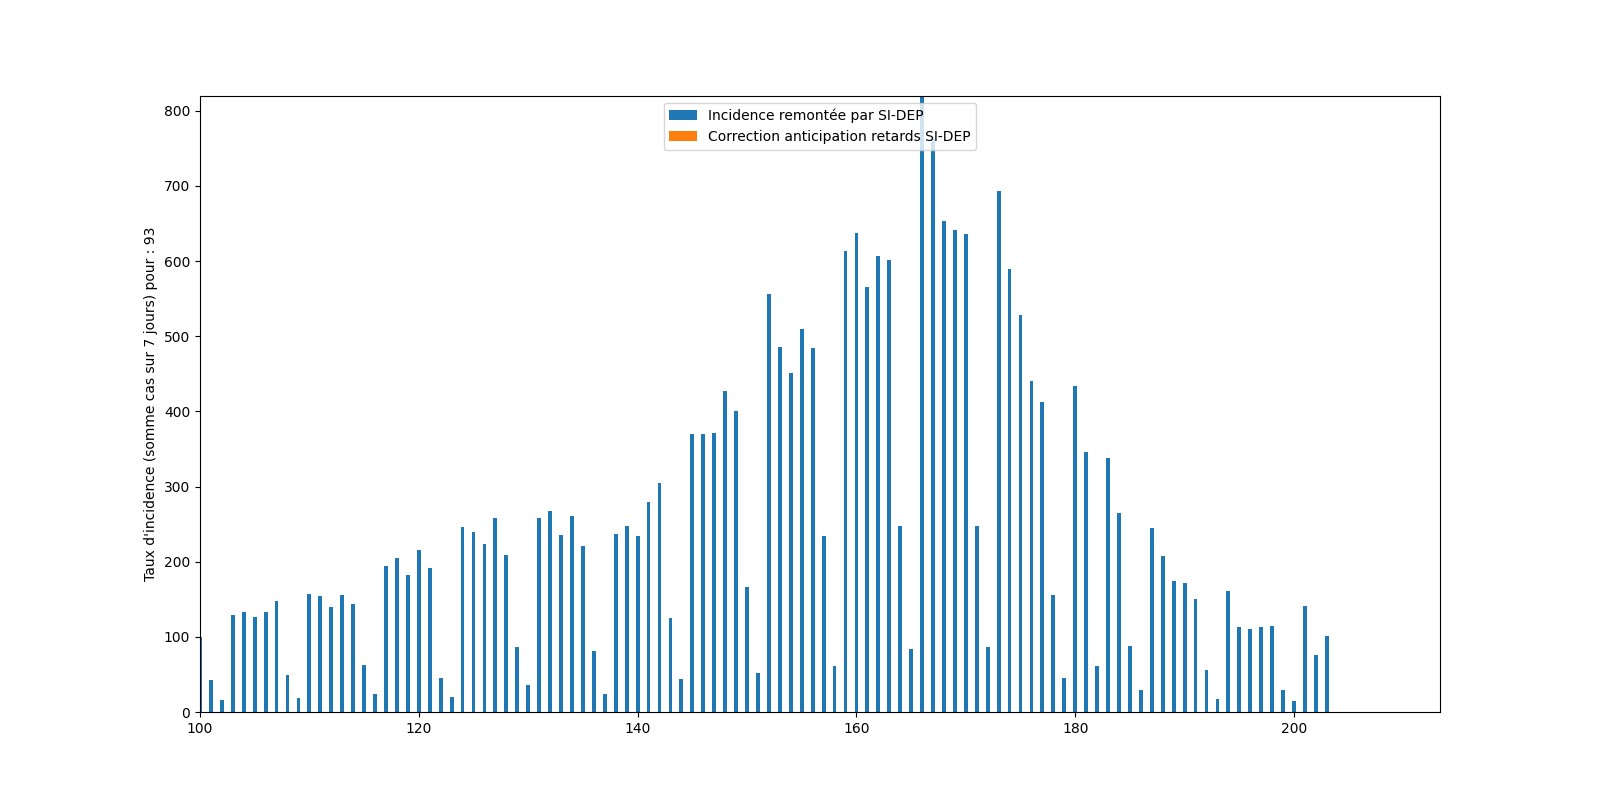 Incidence remontée par SI-DEP
Correction anticipation retards SI-DEP
Taux d'incidence (somme cas sur 7 jours) pour : 93
800
700
600
500
400
300
200
100
0
100 120 140 160 180 200